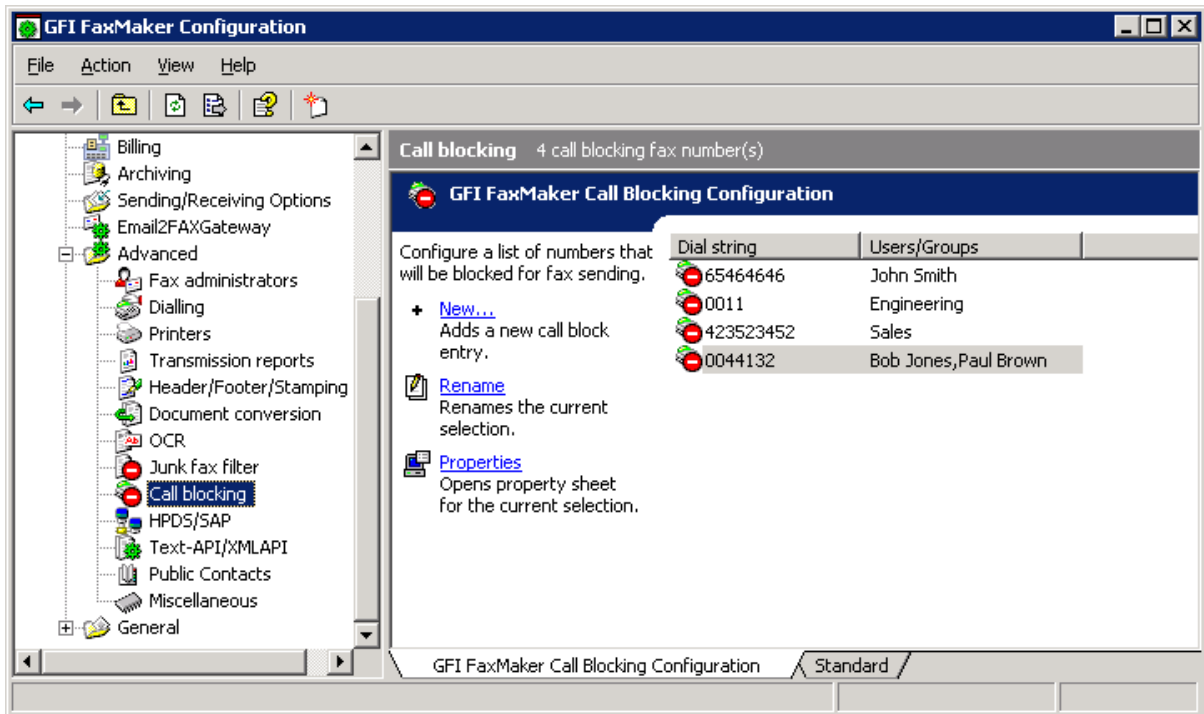 GFI FaxMaker Configuration
File Action View Help
Billing
Archiving
Sending/Receiving Options
Email2FAXGateway
Advanced
Fax administrators
Dialling
Printers
Transmission reports
Header/Footer/Stamping
Document conversion
OCR
Junk fax filter
Call blocking
HPDS/SAP
Text-API/XMLAPI
Public Contacts
Miscellaneous
General
Call blocking 4 call blocking fax number(s)
GFI FaxMaker Call Blocking Configuration
Configure a list of numbers that
will be blocked for fax sending.
New...
Adds a new call block
entry.
Rename
Renames the current
selection.
Properties
Opens property sheet
for the current selection.
Dial string Users/Groups
65464646 John Smith
0011 Engineering
423523452 Sales
0044132 Bob Jones,Paul Brown
GFI FaxMaker Call Blocking Configuration Standard